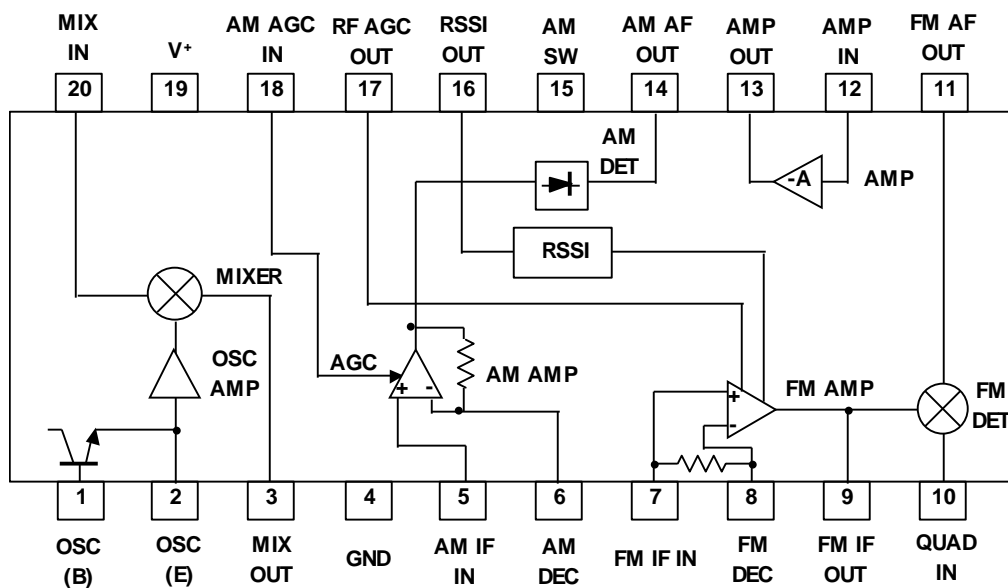 MIX AM AGC RF AGC RSSI AM AM AF AMP AMP FM AF
IN V+ IN OUT OUT SW OUT OUT IN OUT
20 19 18 17 16 15 14 13 12 11
AM
DET
-A AMP
RSSI
MIXER
OSC
AMP
AGC
+ -
AM AMP
+ -
FM AMP
FM
DET
1 2 3 4 5 6 7 8 9 10
OSC OSC MIX GND AM IF AM FM IF IN FM FM IF QUAD
(B) (E) OUT IN DEC DEC OUT IN